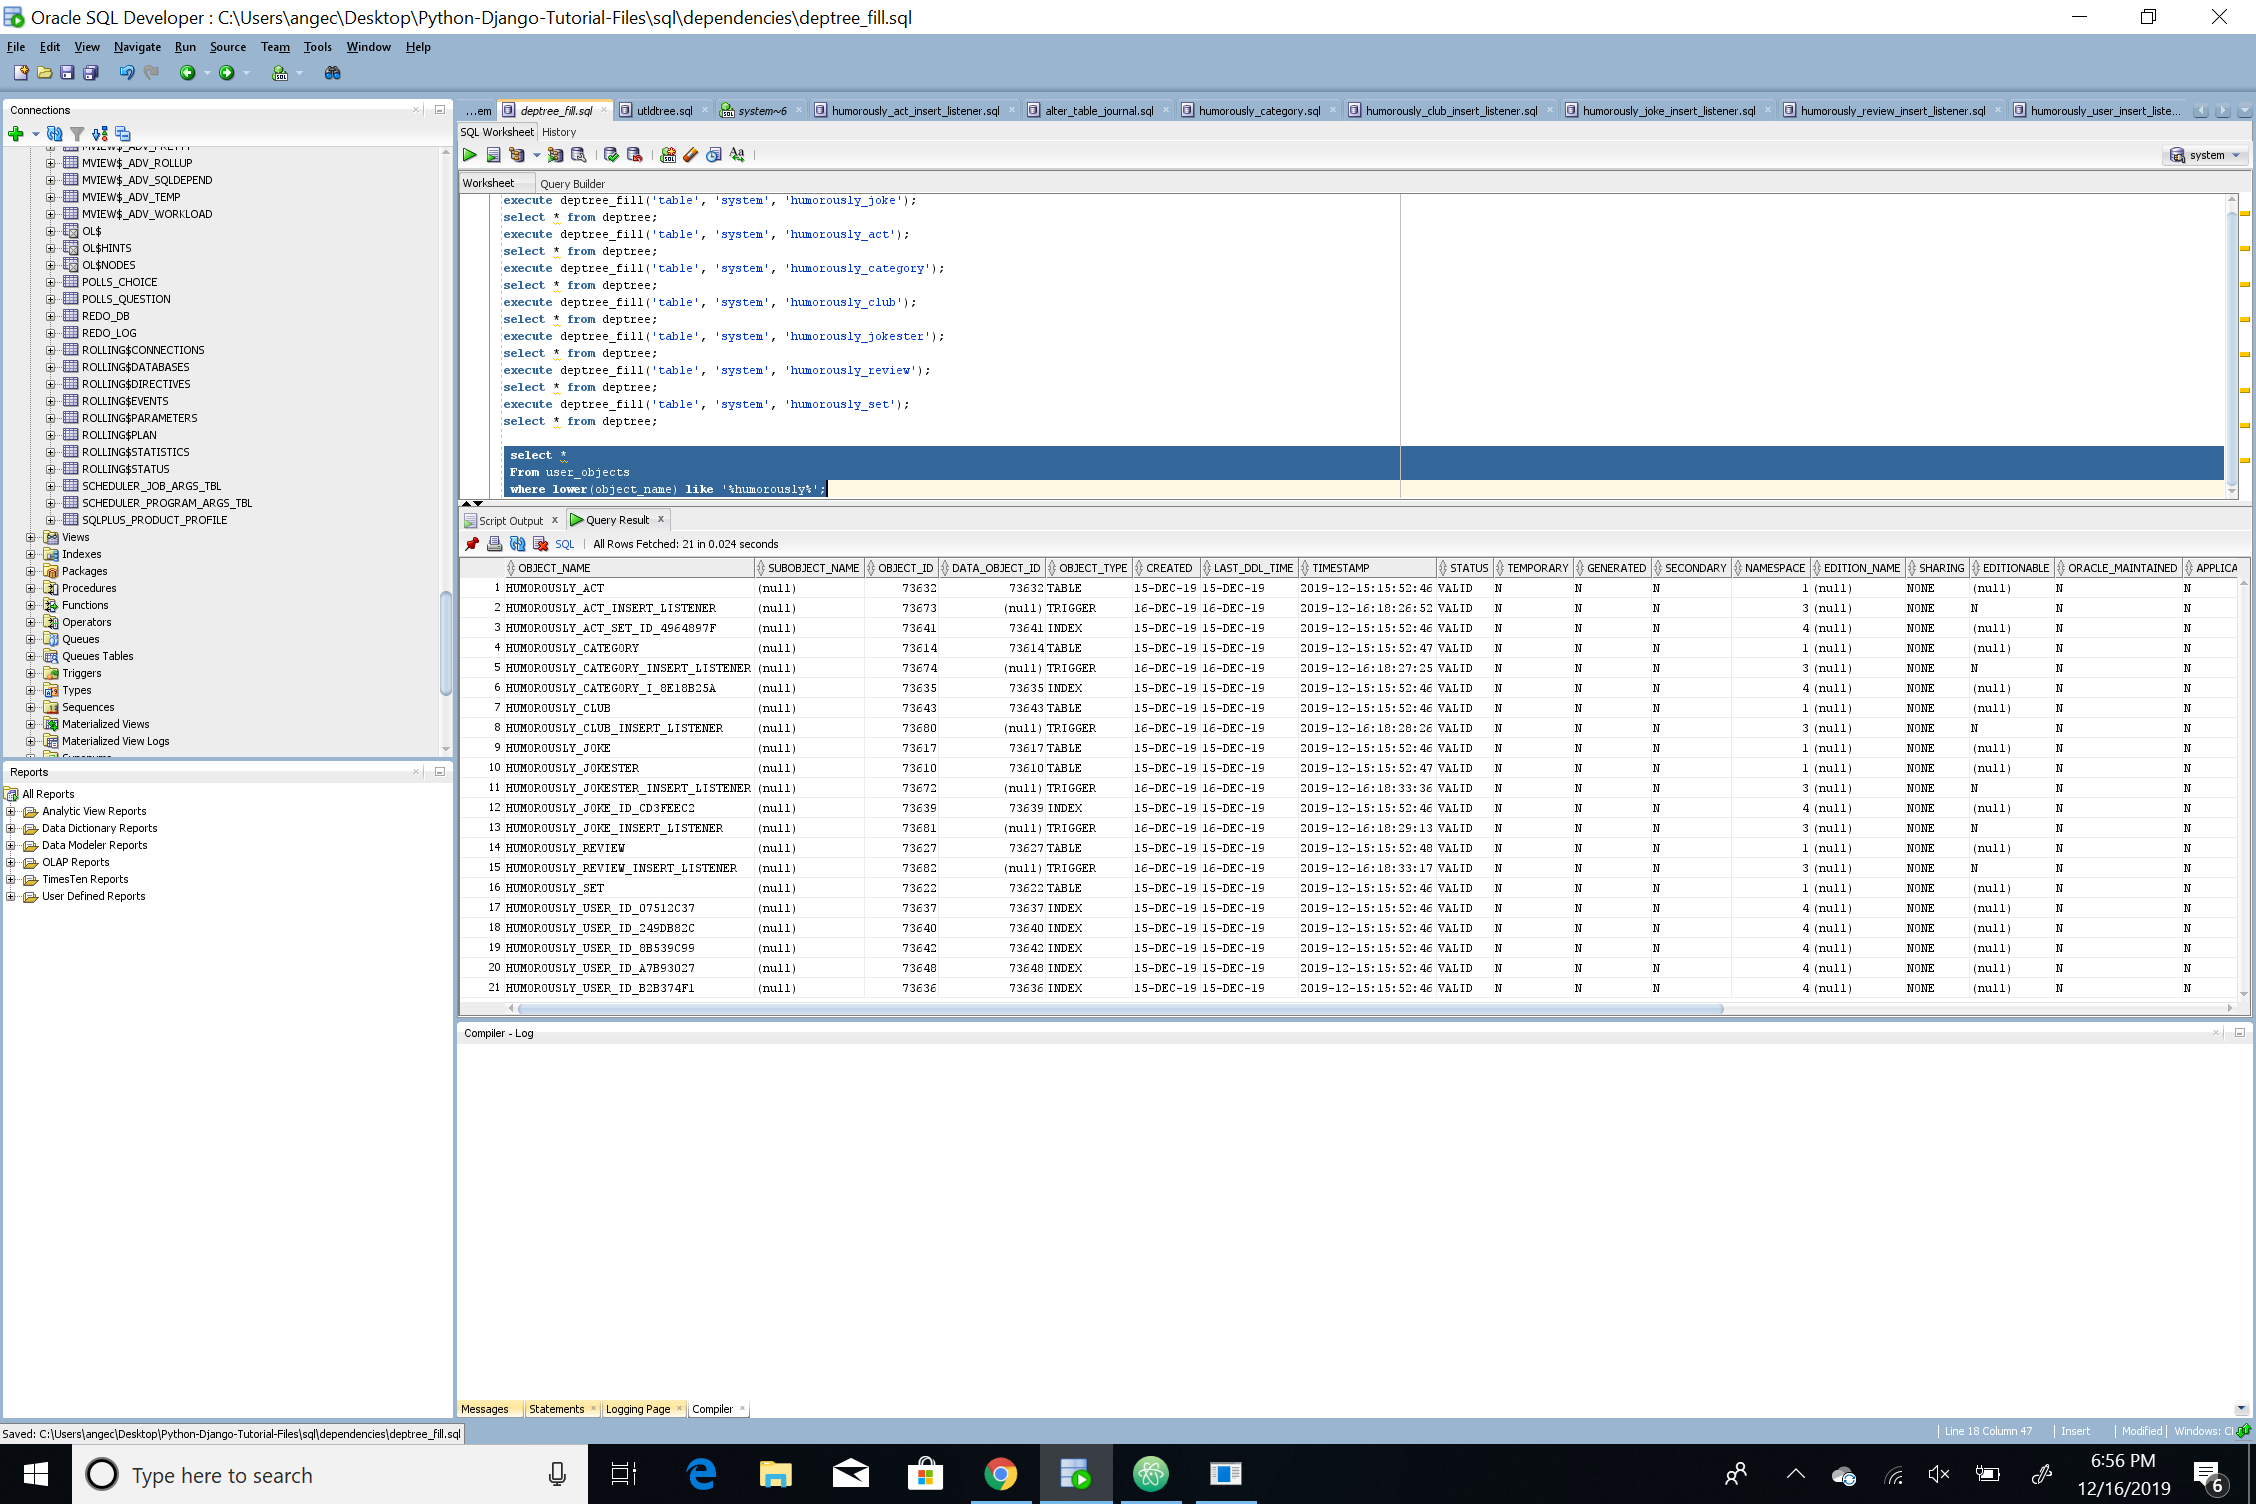 Oracle SQL Developer : C:\Users\angec\Desktop\Python-Django-Tutorial-Files\sql\dependencies\deptree_fill.sql
File Edit View Navigate Run Source Team Tools Window Help
Connections
MVIEW$_ADV_PRETTY
MVIEW$_ADV_ROLLUP
MVIEW$_ADV_SQLDEPEND
MVIEW$_ADV_TEMP
MVIEW$_ADV_WORKLOAD
OL$
OL$HINTS
OL$NODES
POLLS_CHOICE
POLLS_QUESTION
REDO_DB
REDO_LOG
ROLLING$CONNECTIONS
ROLLING$DATABASES
ROLLING$DIRECTIVES
ROLLING$EVENTS
ROLLING$PARAMETERS
ROLLING$PLAN
ROLLING$STATISTICS
ROLLING$STATUS
SCHEDULER_JOB_ARGS_TBL
SCHEDULER_PROGRAM_ARGS_TBL
SQLPLUS_PRODUCT_PROFILE
Views
Indexes
Packages
Procedures
Functions
Operators
Queues
Queues Tables
Triggers
Types
Sequences
Materialized Views
Materialized View Logs
Reports
All Reports
Analytic View Reports
Data Dictionary Reports
Data Modeler Reports
OLAP Reports
TimesTen Reports
User Defined Reports
...em deptree_fill.sql utldtree.sql system~6 humorously_act_insert_listener.sql alter_table_journal.sql humorously_category.sql humorously_club_insert_listener.sql humorously_joke_insert_listener.sql humorously_review_insert_listener.sql humorously_user_insert_liste...
SQL Worksheet History
system
Worksheet Query Builder
execute deptree_fill('table', 'system', 'humorously_joke');
select * from deptree;
execute deptree_fill('table', 'system', 'humorously_act');
select * from deptree;
execute deptree_fill('table', 'system', 'humorously_category');
select * from deptree;
execute deptree_fill('table', 'system', 'humorously_club');
select * from deptree;
execute deptree_fill('table', 'system', 'humorously_jokester');
select * from deptree;
execute deptree_fill('table', 'system', 'humorously_review');
select * from deptree;
execute deptree_fill('table', 'system', 'humorously_set');
select * from deptree;
select *
From user_objects
where lower(object_name) like '%humorously%';
Script Output x Query Result x
SQL | All Rows Fetched: 21 in 0.024 seconds
OBJECT_NAME SUBOBJECT_NAME OBJECT_ID DATA_OBJECT_ID OBJECT_TYPE CREATED LAST_DDL_TIME TIMESTAMP STATUS TEMPORARY GENERATED SECONDARY NAMESPACE EDITION_NAME SHARING EDITIONABLE ORACLE_MAINTAINED APPLICA
1 HUMOROUSLY_ACT (null) 73632 73632 TABLE 15-DEC-19 15-DEC-19 2019-12-15:15:52:46 VALID N N N 1 (null) NONE (null) N N
2 HUMOROUSLY_ACT_INSERT_LISTENER (null) 73673 (null) TRIGGER 16-DEC-19 16-DEC-19 2019-12-16:18:26:52 VALID N N N 3 (null) NONE N N N
3 HUMOROUSLY_ACT_SET_ID_4964897F (null) 73641 73641 INDEX 15-DEC-19 15-DEC-19 2019-12-15:15:52:46 VALID N N N 4 (null) NONE (null) N N
4 HUMOROUSLY_CATEGORY (null) 73614 73614 TABLE 15-DEC-19 15-DEC-19 2019-12-15:15:52:47 VALID N N N 1 (null) NONE (null) N N
5 HUMOROUSLY_CATEGORY_INSERT_LISTENER (null) 73674 (null) TRIGGER 16-DEC-19 16-DEC-19 2019-12-16:18:27:25 VALID N N N 3 (null) NONE N N N
6 HUMOROUSLY_CATEGORY_I_8E18B25A (null) 73635 73635 INDEX 15-DEC-19 15-DEC-19 2019-12-15:15:52:46 VALID N N N 4 (null) NONE (null) N N
7 HUMOROUSLY_CLUB (null) 73643 73643 TABLE 15-DEC-19 15-DEC-19 2019-12-15:15:52:46 VALID N N N 1 (null) NONE (null) N N
8 HUMOROUSLY_CLUB_INSERT_LISTENER (null) 73680 (null) TRIGGER 16-DEC-19 16-DEC-19 2019-12-16:18:28:26 VALID N N N 3 (null) NONE N N N
9 HUMOROUSLY_JOKE (null) 73617 73617 TABLE 15-DEC-19 15-DEC-19 2019-12-15:15:52:46 VALID N N N 1 (null) NONE (null) N N
10 HUMOROUSLY_JOKESTER (null) 73610 73610 TABLE 15-DEC-19 15-DEC-19 2019-12-15:15:52:47 VALID N N N 1 (null) NONE (null) N N
11 HUMOROUSLY_JOKESTER_INSERT_LISTENER (null) 73672 (null) TRIGGER 16-DEC-19 16-DEC-19 2019-12-16:18:33:36 VALID N N N 3 (null) NONE N N N
12 HUMOROUSLY_JOKE_ID_CD3FEEC2 (null) 73639 73639 INDEX 15-DEC-19 15-DEC-19 2019-12-15:15:52:46 VALID N N N 4 (null) NONE (null) N N
13 HUMOROUSLY_JOKE_INSERT_LISTENER (null) 73681 (null) TRIGGER 16-DEC-19 16-DEC-19 2019-12-16:18:29:13 VALID N N N 3 (null) NONE N N N
14 HUMOROUSLY_REVIEW (null) 73627 73627 TABLE 15-DEC-19 15-DEC-19 2019-12-15:15:52:48 VALID N N N 1 (null) NONE (null) N N
15 HUMOROUSLY_REVIEW_INSERT_LISTENER (null) 73682 (null) TRIGGER 16-DEC-19 16-DEC-19 2019-12-16:18:33:17 VALID N N N 3 (null) NONE N N N
16 HUMOROUSLY_SET (null) 73622 73622 TABLE 15-DEC-19 15-DEC-19 2019-12-15:15:52:46 VALID N N N 1 (null) NONE (null) N N
17 HUMOROUSLY_USER_ID_07512C37 (null) 73637 73637 INDEX 15-DEC-19 15-DEC-19 2019-12-15:15:52:46 VALID N N N 4 (null) NONE (null) N N
18 HUMOROUSLY_USER_ID_249DB82C (null) 73640 73640 INDEX 15-DEC-19 15-DEC-19 2019-12-15:15:52:46 VALID N N N 4 (null) NONE (null) N N
19 HUMOROUSLY_USER_ID_8B539C99 (null) 73642 73642 INDEX 15-DEC-19 15-DEC-19 2019-12-15:15:52:46 VALID N N N 4 (null) NONE (null) N N
20 HUMOROUSLY_USER_ID_A7B93027 (null) 73648 73648 INDEX 15-DEC-19 15-DEC-19 2019-12-15:15:52:46 VALID N N N 4 (null) NONE (null) N N
21 HUMOROUSLY_USER_ID_B2B374F1 (null) 73636 73636 INDEX 15-DEC-19 15-DEC-19 2019-12-15:15:52:46 VALID N N N 4 (null) NONE (null) N N
Compiler - Log
Messages Statements Logging Page Compiler
Saved: C:\Users\angec\Desktop\Python-Django-Tutorial-Files\sql\dependencies\deptree_fill.sql
Line 18 Column 47 Insert Modified Windows: Cl
Type here to search
6:56 PM
12/16/2019
6